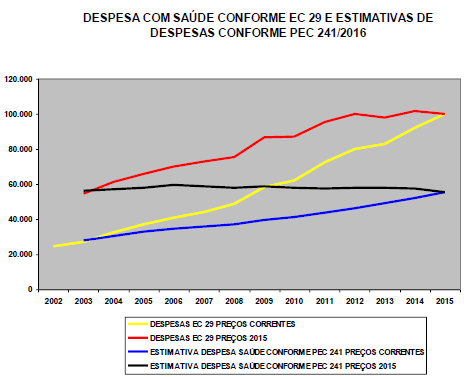 DESPESA COM SAÚDE CONFORME EC 29 E ESTIMATIVAS DE
DESPESAS CONFORME PEC 241/2016
120.000
100.000
80.000
60.000
40.000
20.000
0
2002 2003 2004 2005 2006 2007 2008 2009 2010 2011 2012 2013 2014 2015
DESPESAS EC 29 PREÇOS CORRENTES
DESPESAS EC 29 PREÇOS 2015
ESTIMATIVA DESPESA SAÚDE CONFORME PEC 241 PREÇOS CORRENTES
ESTIMATIVA DESPESA SAÚDE CONFORME PEC 241 PREÇOS 2015